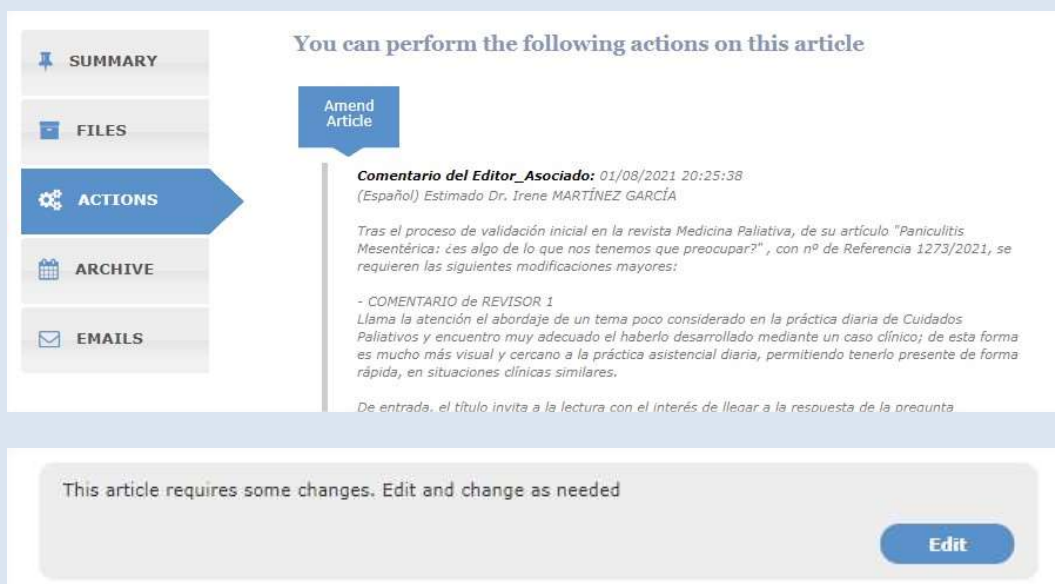 SUMMARY
FILES
ACTIONS
ARCHIVE
EMAILS
You can perform the following actions on this article
Amend
Article
Comentario del Editor_Asociado: 01/08/2021 20:25:38
(Español) Estimado Dr. Irene MARTÍNEZ GARCÍA
Tras el proceso de validación inicial en la revista Medicina Paliativa, de su artículo "Paniculitis
Mesentérica: ¿es algo de lo que nos tenemos que preocupar?" , con nº de Referencia 1273/2021, se
requieren las siguientes modificaciones mayores:
- COMENTARIO de REVISOR 1
Llama la atención el abordaje de un tema poco considerado en la práctica diaria de Cuidados
Paliativos y encuentro muy adecuado el haberlo desarrollado mediante un caso clínico; de esta forma
es mucho más visual y cercano a la práctica asistencial diaria, permitiendo tenerlo presente de forma
rápida, en situaciones clínicas similares.
De entrada, el título invita a la lectura con el interés de llegar a la respuesta de la pregunta
This article requires some changes. Edit and change as needed
Edit